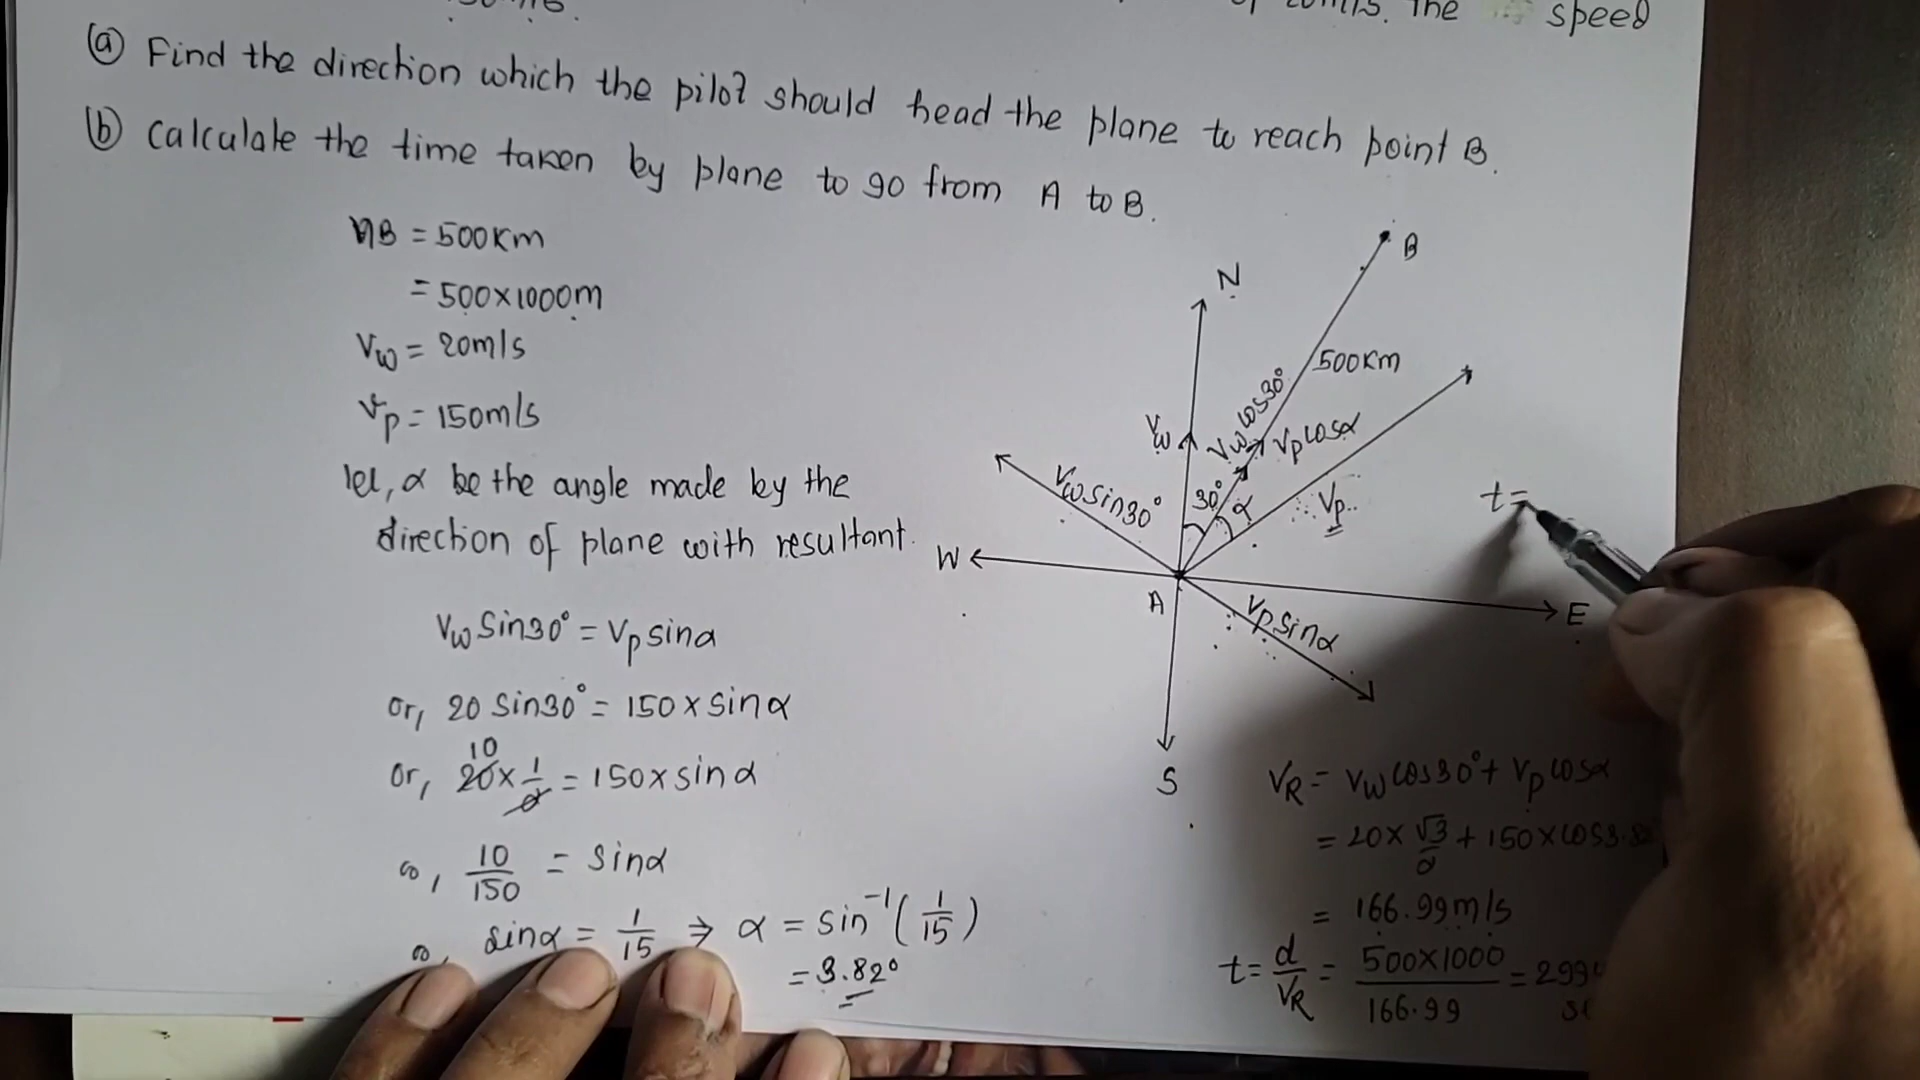 The speed
ⓐ Find the direction which the pilot should head the plane to reach point B.
ⓑ calculate the time taken by plane to go from A to B.
AB = 500km
= 500×1000m
Vw = 20m/s
Vp = 150m/s
let, α be the angle made by the
direction of plane with resultant.
Vw Sin30° = Vp sinα
or, 20 Sin30° = 150 × sinα
10
or, 20 × 1/2 = 150 × sinα
or, 10/150 = sinα
or, sinα = 1/15 ⇒ α = sin⁻¹(1/15)
= 3.82°
B
N
500km
Vw cos30°
Vw
Vp cosα
Vw sin30°
30°
α
Vp
t=
W
A
E
Vp sinα
S
VR = Vw cos30° + Vp cosα
= 20 × √3/2 + 150 × cos3.82
= 166.99m/s
t = d/VR = 500×1000/166.99 = 299